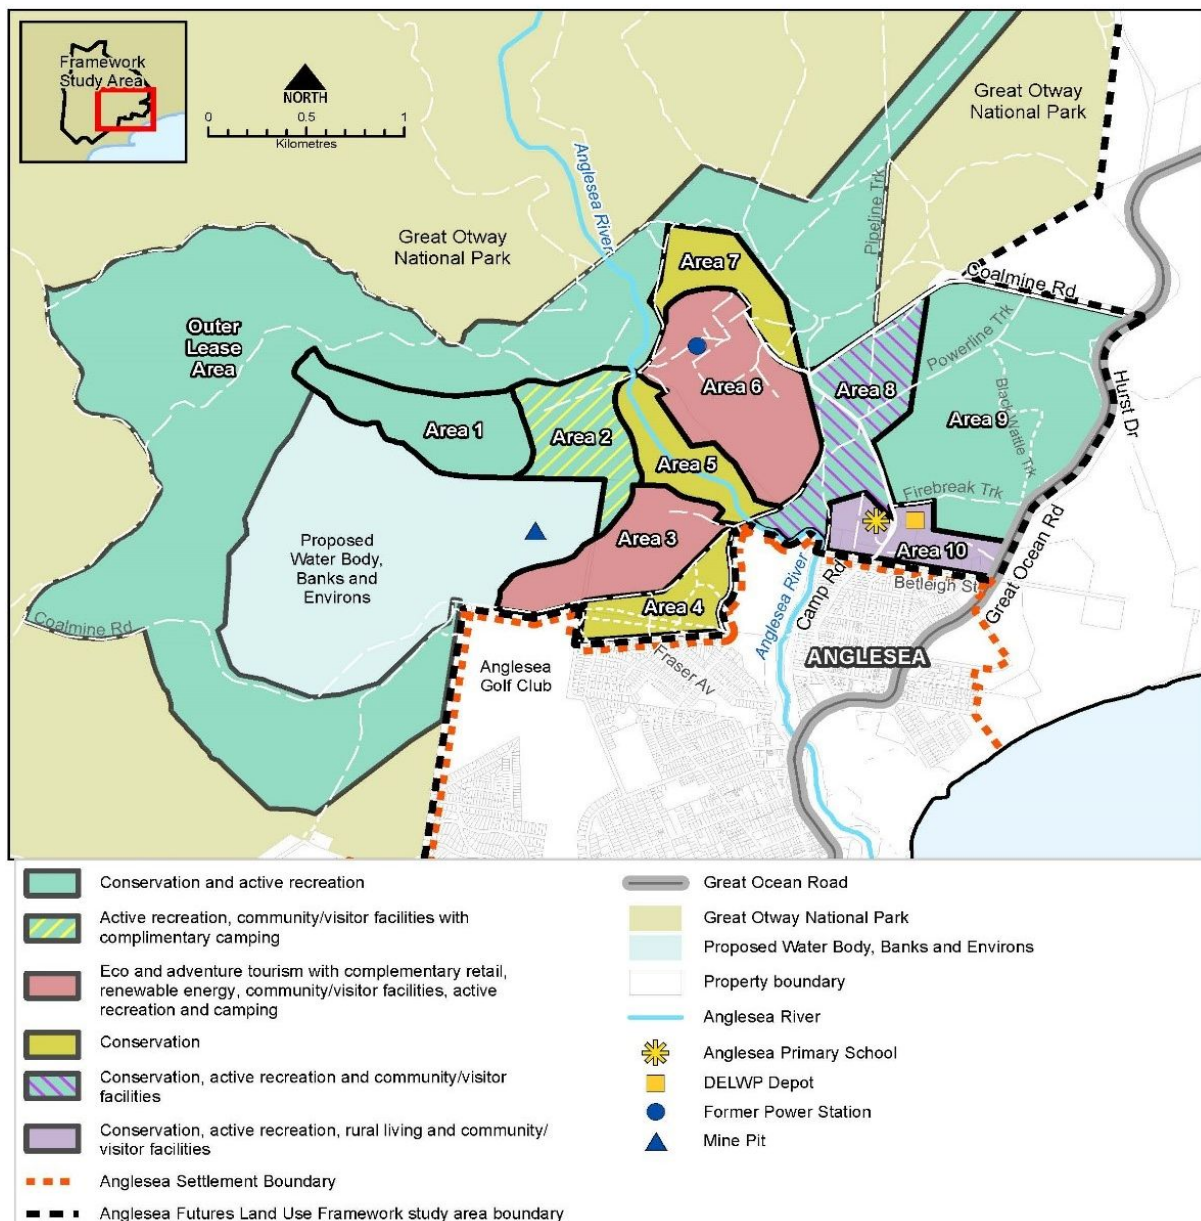 Framework
Study Area
NORTH
0 0.5 1
Kilometres
Great Otway
National Park
Anglesea River
Great Otway
National Park
Pipeline Trk
Area 7
Coalmine Rd
Outer
Lease
Area
Powerline Trk
Area 6
Area 8
Hurst Dr
Black Wattle Trk
Area 1
Area 2
Area 9
Area 5
Firebreak Trk
Proposed
Water Body,
Banks and
Environs
Area 3
Area 10
Great Ocean Rd
Betleigh St
Area 4
Camp Rd
Anglesea River
Coalmine Rd
Anglesea
Golf Club
Fraser Av
ANGLESEA
Conservation and active recreation
Active recreation, community/visitor facilities with
complimentary camping
Eco and adventure tourism with complementary retail,
renewable energy, community/visitor facilities, active
recreation and camping
Conservation
Conservation, active recreation and community/visitor
facilities
Conservation, active recreation, rural living and community/
visitor facilities
Anglesea Settlement Boundary
Anglesea Futures Land Use Framework study area boundary
Great Ocean Road
Great Otway National Park
Proposed Water Body, Banks and Environs
Property boundary
Anglesea River
Anglesea Primary School
DELWP Depot
Former Power Station
Mine Pit